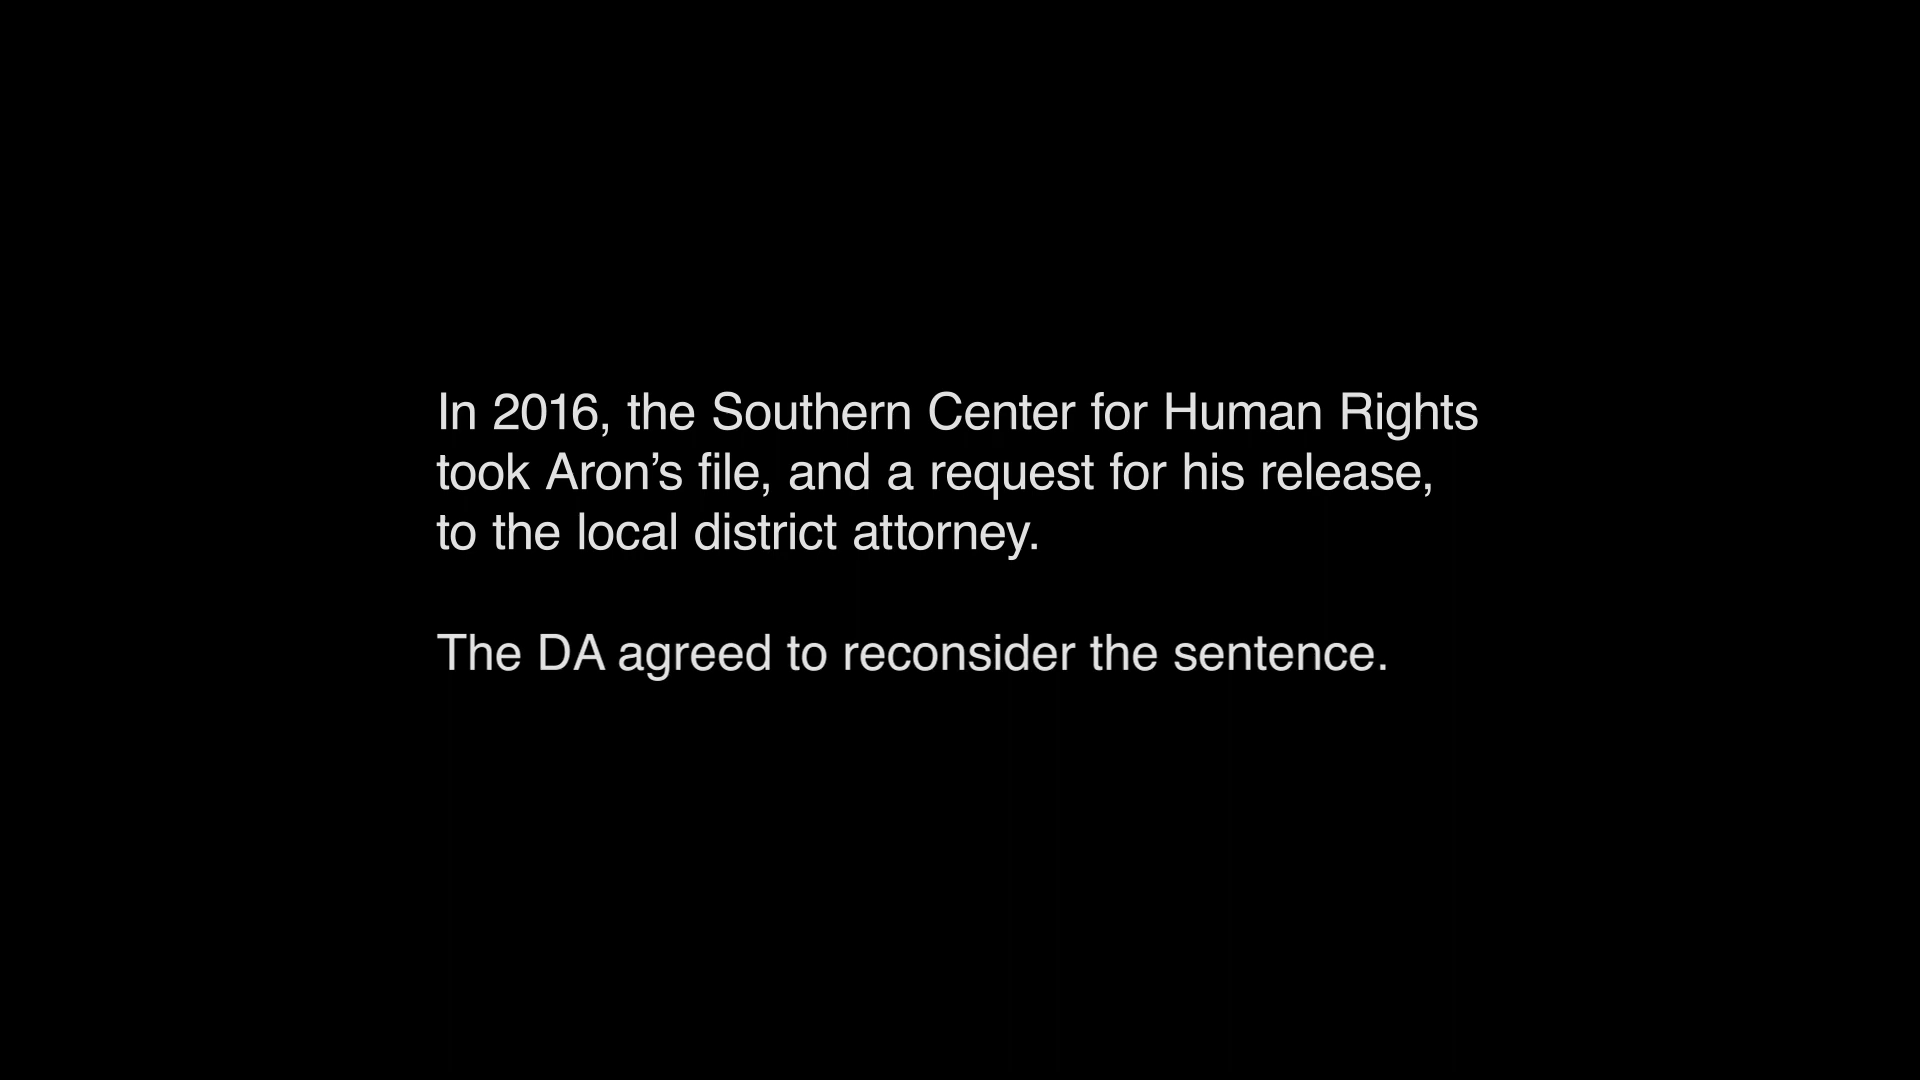 In 2016, the Southern Center for Human Rights
took Aron’s file, and a request for his release,
to the local district attorney.
The DA agreed to reconsider the sentence.